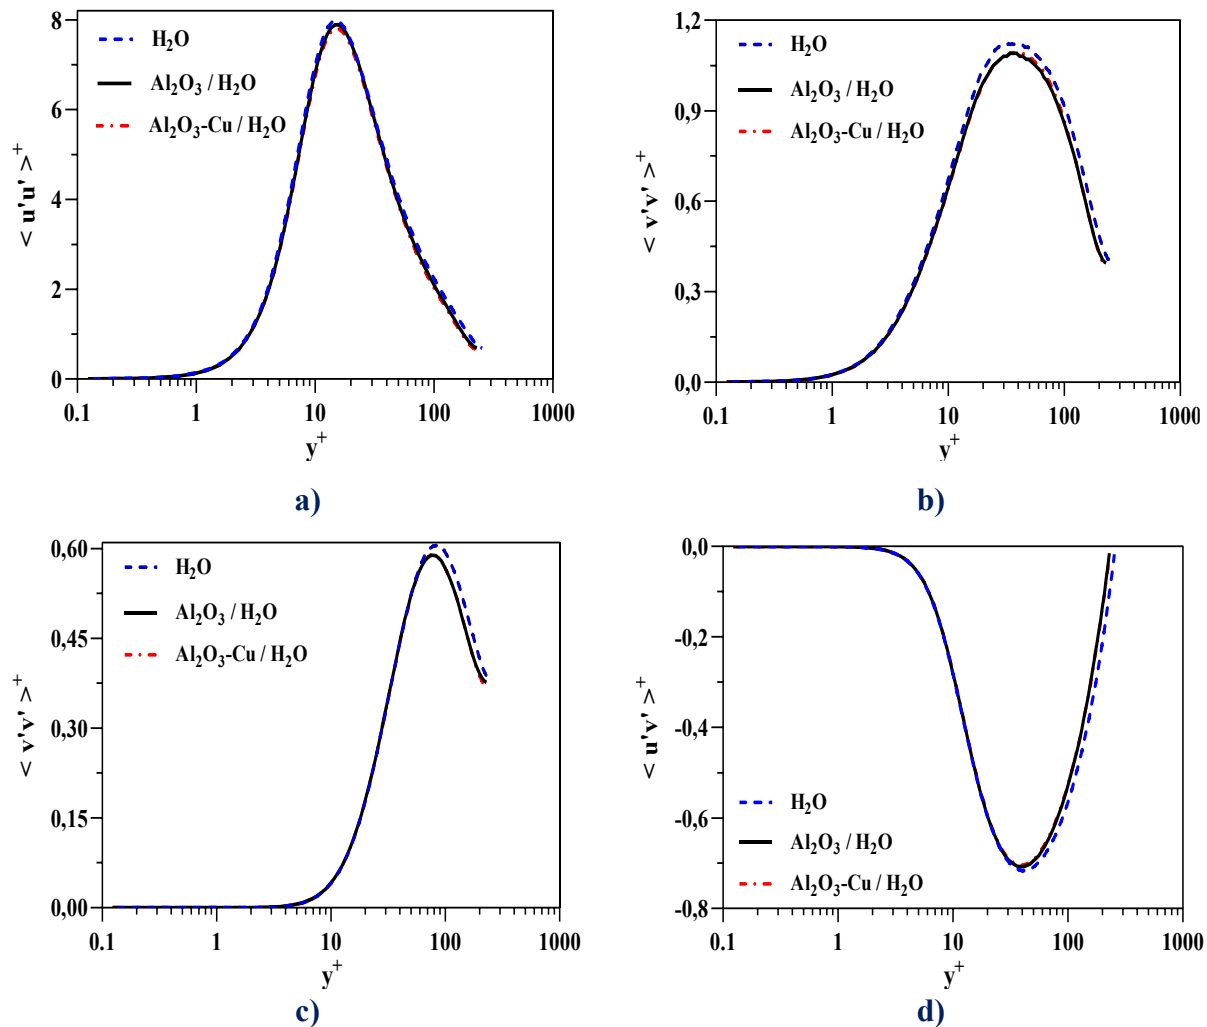 8
6
4
2
0
< u'u' >⁺
H₂O
Al₂O₃ / H₂O
Al₂O₃-Cu / H₂O
0.1 1 10 100 1000
y⁺
a)
1,2
0,9
0,6
0,3
0,0
< v'v' >⁺
H₂O
Al₂O₃ / H₂O
Al₂O₃-Cu / H₂O
0.1 1 10 100 1000
y⁺
b)
0,60
0,45
0,30
0,15
0,00
< v'v' >⁺
H₂O
Al₂O₃ / H₂O
Al₂O₃-Cu / H₂O
0.1 1 10 100 1000
y⁺
c)
0,0
-0,2
-0,4
-0,6
-0,8
< u'v' >⁺
H₂O
Al₂O₃ / H₂O
Al₂O₃-Cu / H₂O
0.1 1 10 100 1000
y⁺
d)